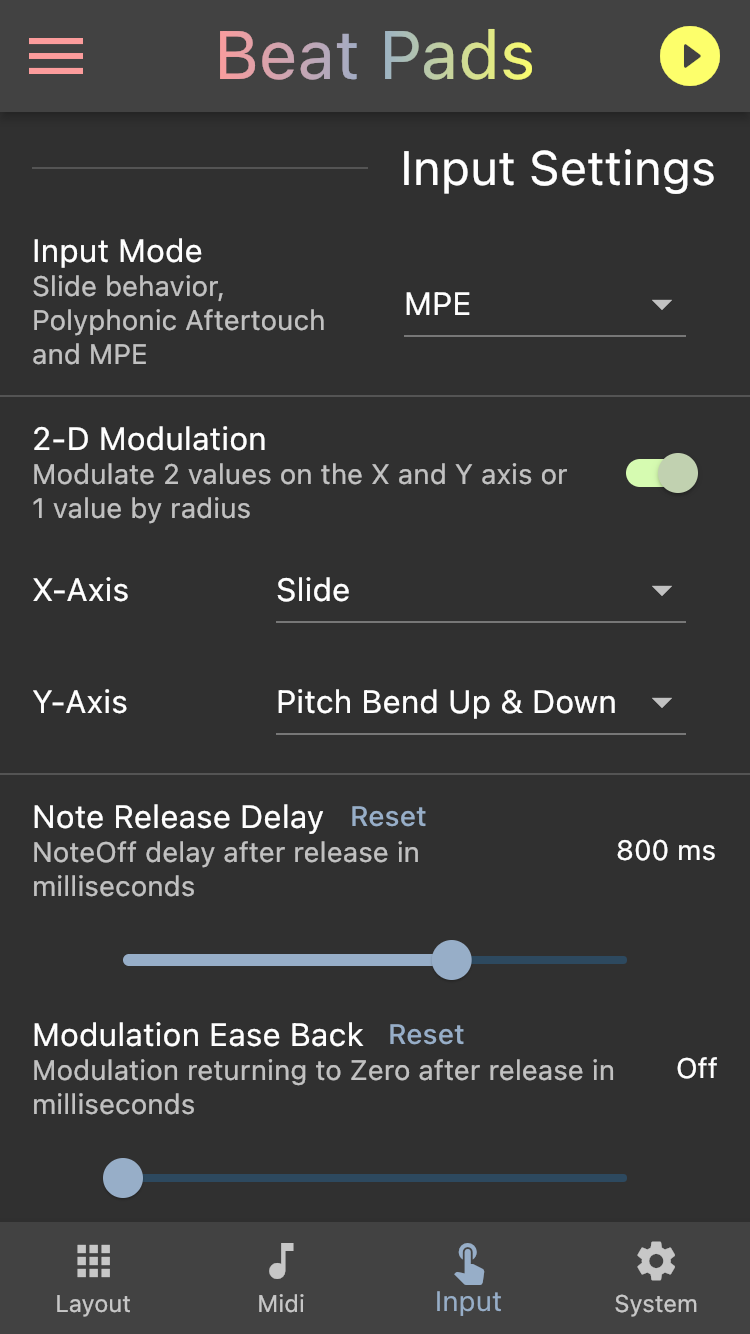 Beat Pads
Input Settings
Input Mode
Slide behavior,
Polyphonic Aftertouch
and MPE
MPE
2-D Modulation
Modulate 2 values on the X and Y axis or
1 value by radius
X-Axis
Slide
Y-Axis
Pitch Bend Up & Down
Note Release Delay Reset
NoteOff delay after release in
milliseconds
800 ms
Modulation Ease Back Reset
Modulation returning to Zero after release in
milliseconds
Off
Layout
Midi
Input
System